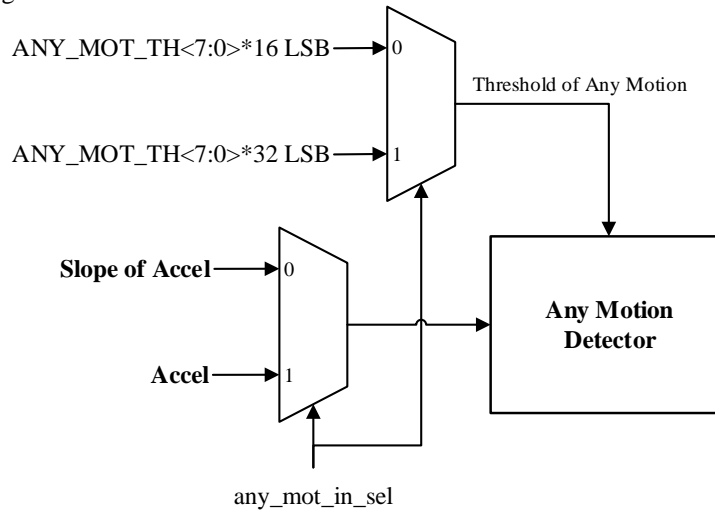 ANY_MOT_TH<7:0>*16 LSB
0
Threshold of Any Motion
ANY_MOT_TH<7:0>*32 LSB
1
Slope of Accel
0
Any Motion
Detector
Accel
1
any_mot_in_sel